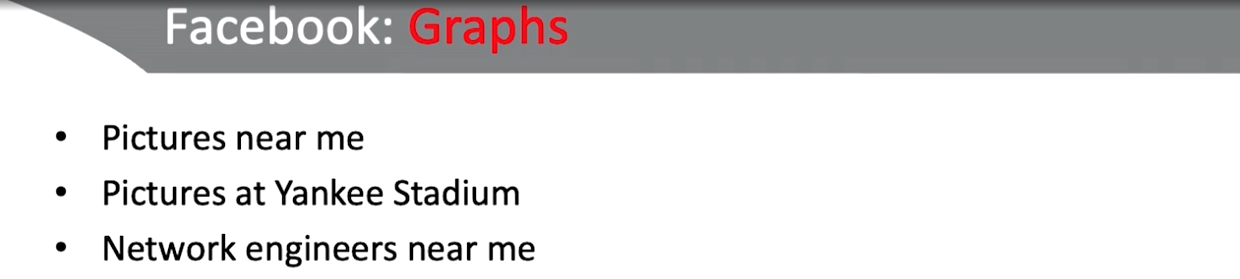 Facebook: Graphs
• Pictures near me
• Pictures at Yankee Stadium
• Network engineers near me